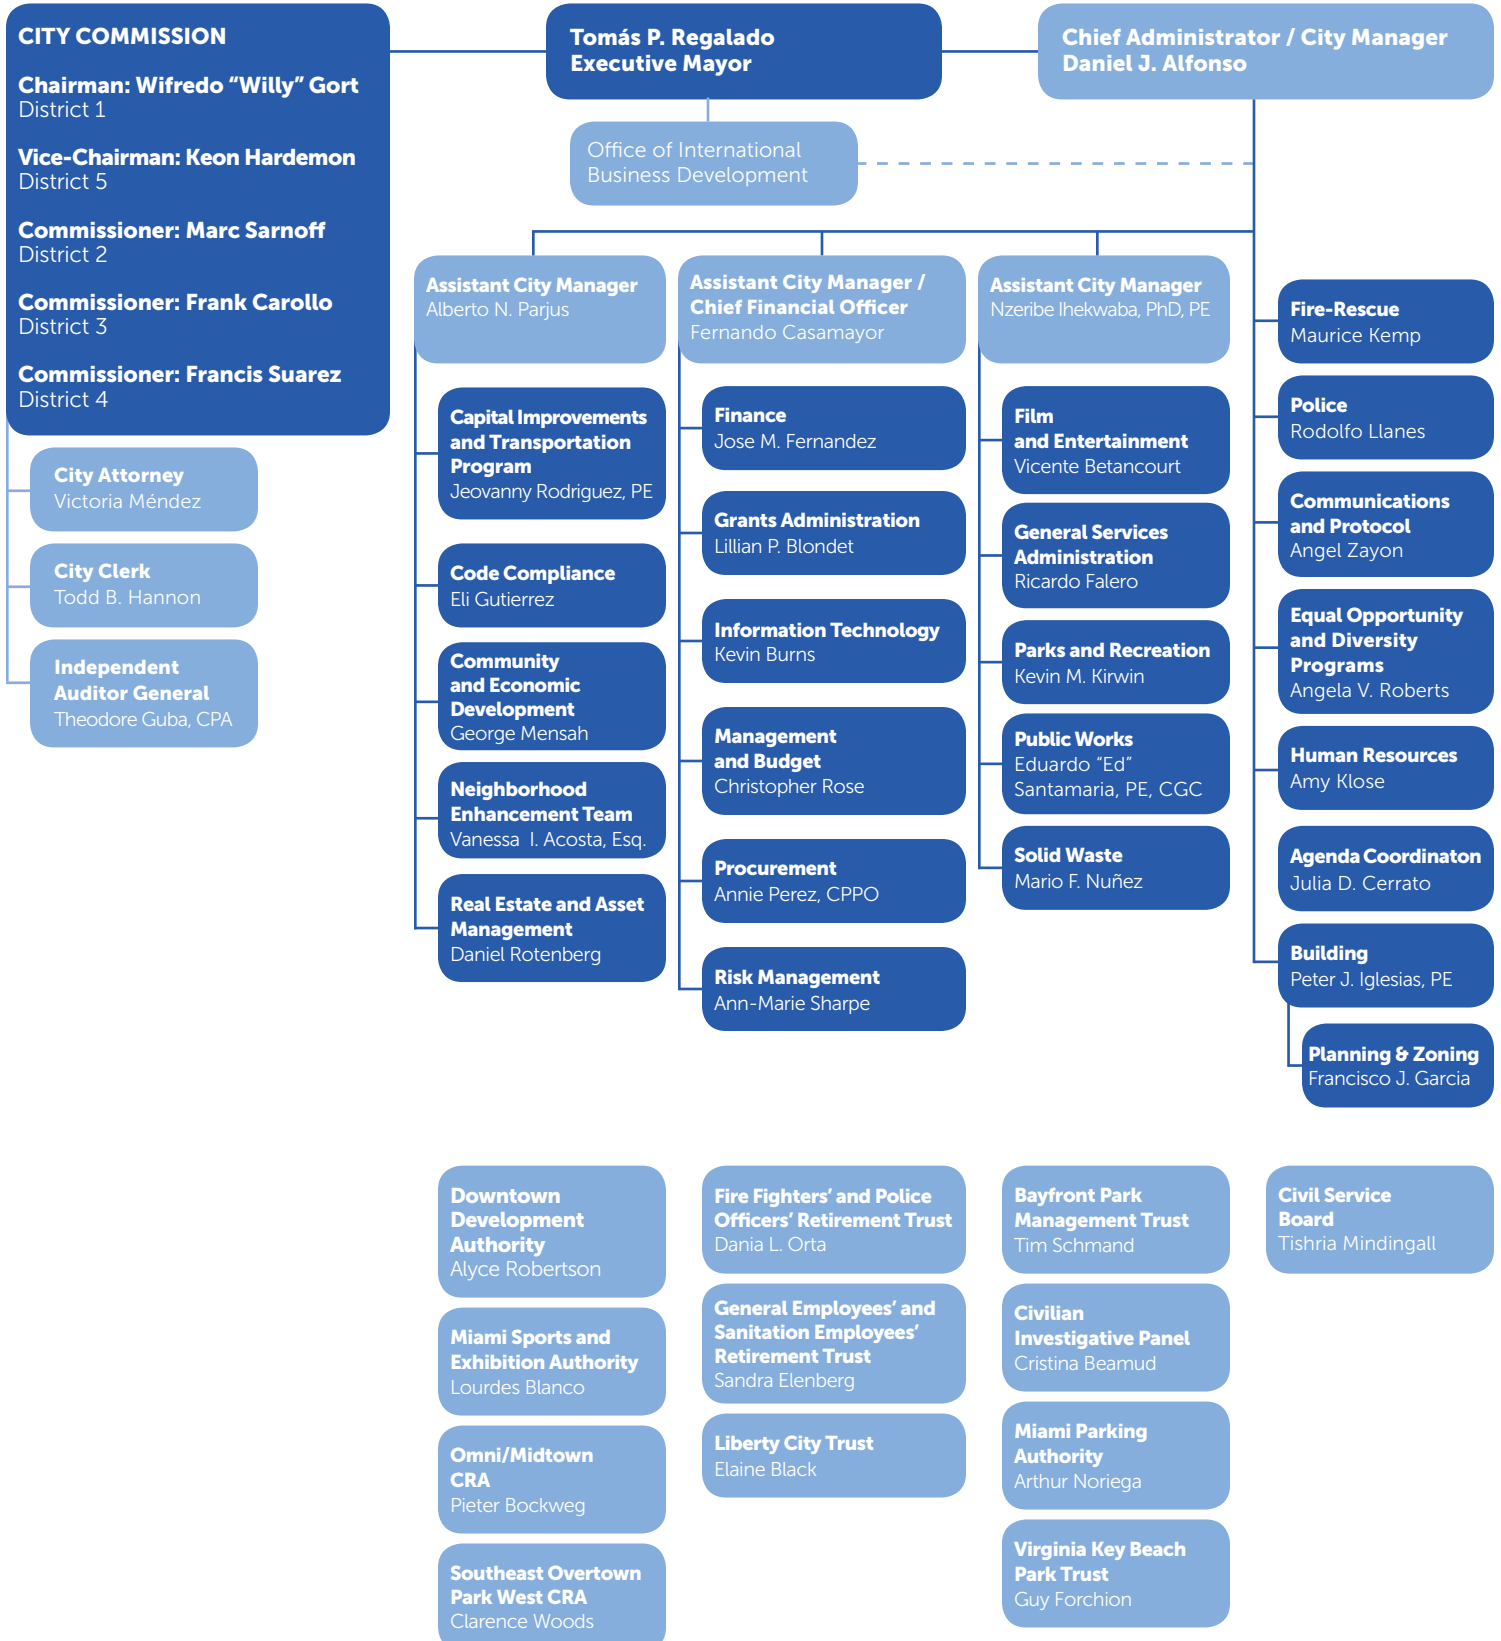 CITY COMMISSION
Chairman: Wifredo “Willy” Gort
District 1
Vice-Chairman: Keon Hardemon
District 5
Commissioner: Marc Sarnoff
District 2
Commissioner: Frank Carollo
District 3
Commissioner: Francis Suarez
District 4
City Attorney
Victoria Méndez
City Clerk
Todd B. Hannon
Independent
Auditor General
Theodore Guba, CPA
Tomás P. Regalado
Executive Mayor
Office of International
Business Development
Chief Administrator / City Manager
Daniel J. Alfonso
Assistant City Manager
Alberto N. Parjus
Capital Improvements
and Transportation
Program
Jeovanny Rodriguez, PE
Code Compliance
Eli Gutierrez
Community
and Economic
Development
George Mensah
Neighborhood
Enhancement Team
Vanessa I. Acosta, Esq.
Real Estate and Asset
Management
Daniel Rotenberg
Assistant City Manager /
Chief Financial Officer
Fernando Casamayor
Finance
Jose M. Fernandez
Grants Administration
Lillian P. Blondet
Information Technology
Kevin Burns
Management
and Budget
Christopher Rose
Procurement
Annie Perez, CPPO
Risk Management
Ann-Marie Sharpe
Assistant City Manager
Nzeribe Ihekwaba, PhD, PE
Film
and Entertainment
Vicente Betancourt
General Services
Administration
Ricardo Falero
Parks and Recreation
Kevin M. Kirwin
Public Works
Eduardo “Ed”
Santamaria, PE, CGC
Solid Waste
Mario F. Nuñez
Fire-Rescue
Maurice Kemp
Police
Rodolfo Llanes
Communications
and Protocol
Angel Zayon
Equal Opportunity
and Diversity
Programs
Angela V. Roberts
Human Resources
Amy Klose
Agenda Coordinaton
Julia D. Cerrato
Building
Peter J. Iglesias, PE
Planning & Zoning
Francisco J. Garcia
Downtown
Development
Authority
Alyce Robertson
Miami Sports and
Exhibition Authority
Lourdes Blanco
Omni/Midtown
CRA
Pieter Bockweg
Southeast Overtown
Park West CRA
Clarence Woods
Fire Fighters’ and Police
Officers’ Retirement Trust
Dania L. Orta
General Employees’ and
Sanitation Employees’
Retirement Trust
Sandra Elenberg
Liberty City Trust
Elaine Black
Bayfront Park
Management Trust
Tim Schmand
Civilian
Investigative Panel
Cristina Beamud
Miami Parking
Authority
Arthur Noriega
Virginia Key Beach
Park Trust
Guy Forchion
Civil Service
Board
Tishria Mindingall